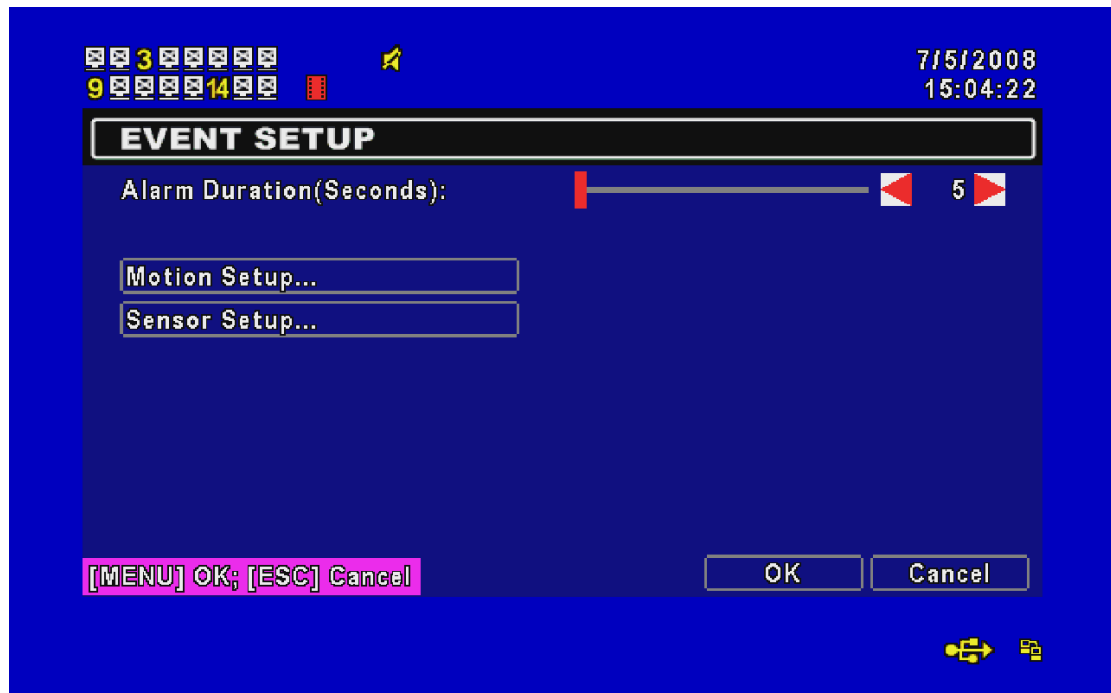 3
7/5/2008
9 14
15:04:22
EVENT SETUP
Alarm Duration(Seconds): 5
Motion Setup...
Sensor Setup...
[MENU] OK; [ESC] Cancel OK Cancel